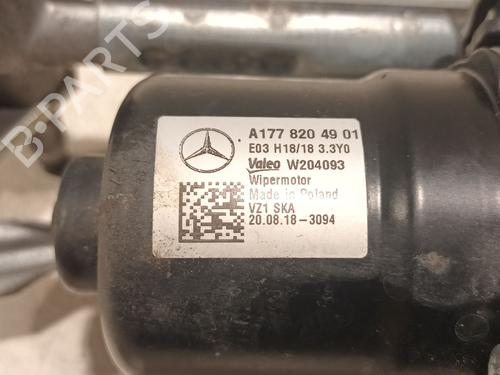 A177 820 49 01
E03 H18/18 3.3Y0
Valeo W204093
Wipermotor
Made in Poland
VZ1 SKA
20.08.18-3094
B-PARTS